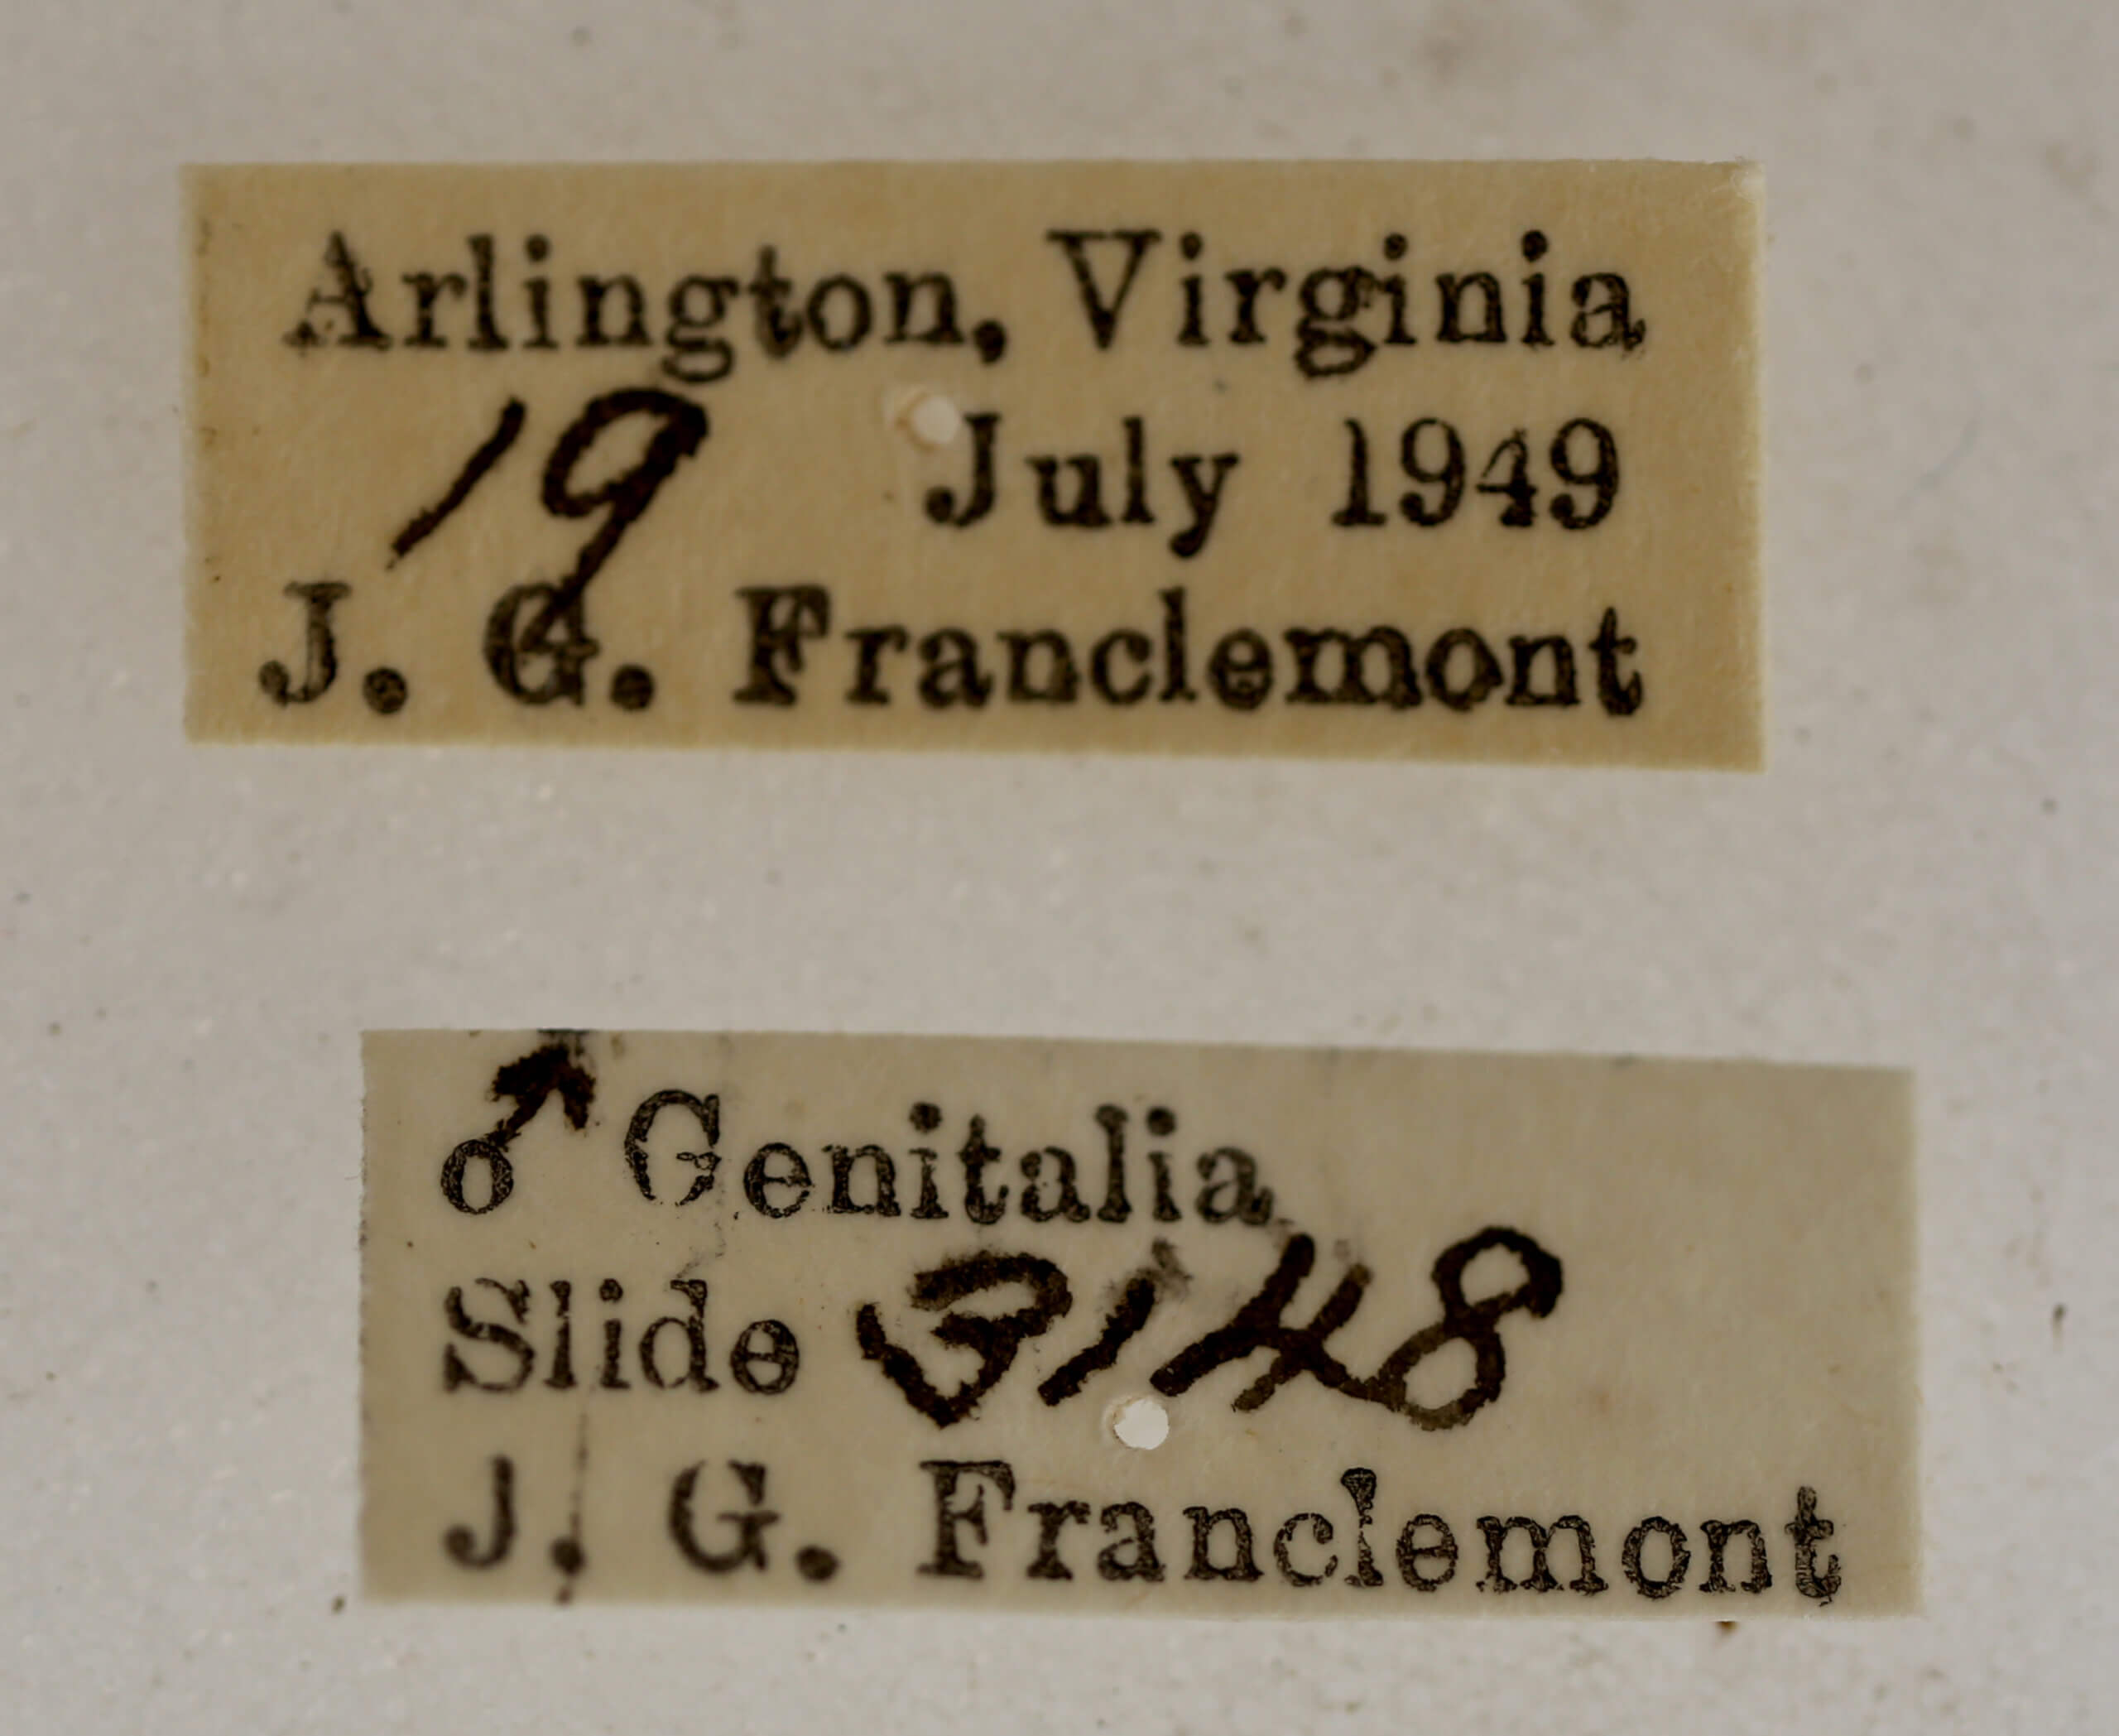 Arlington, Virginia
19 July 1949
J. G. Franclemont
♂ Genitalia
Slide 3148
J. G. Franclemont